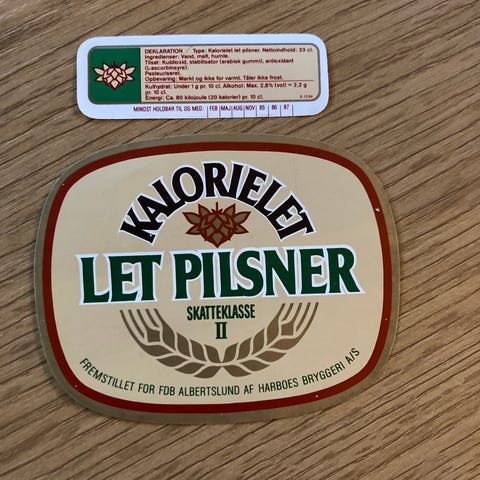 DEKLARATION / Type: Kalorielet let pilsner. Nettoindhold: 33 cl.
Ingredienser: Vand, malt, humle.
Tilsat: Kuldioxid, stabilisator (arabisk gummi), antioxidant
(L-ascorbinsyre).
Pasteuriseret.
Opbevaring: Mørkt og ikke for varmt. Tåler ikke frost.
Kulhydrat: Under 1 g pr. 10 cl. Alkohol: Max. 2,8% (vol) = 2,2 g
pr. 10 cl.
Energi: Ca. 80 kilojoule (20 kalorier) pr. 10 cl.
MINDST HOLDBAR TIL OG MED: FEB MAJ AUG NOV 85 86 87
KALORIELET
LET PILSNER
SKATTEKLASSE
II
FREMSTILLET FOR FDB ALBERTSLUND AF HARBOES BRYGGERI A/S